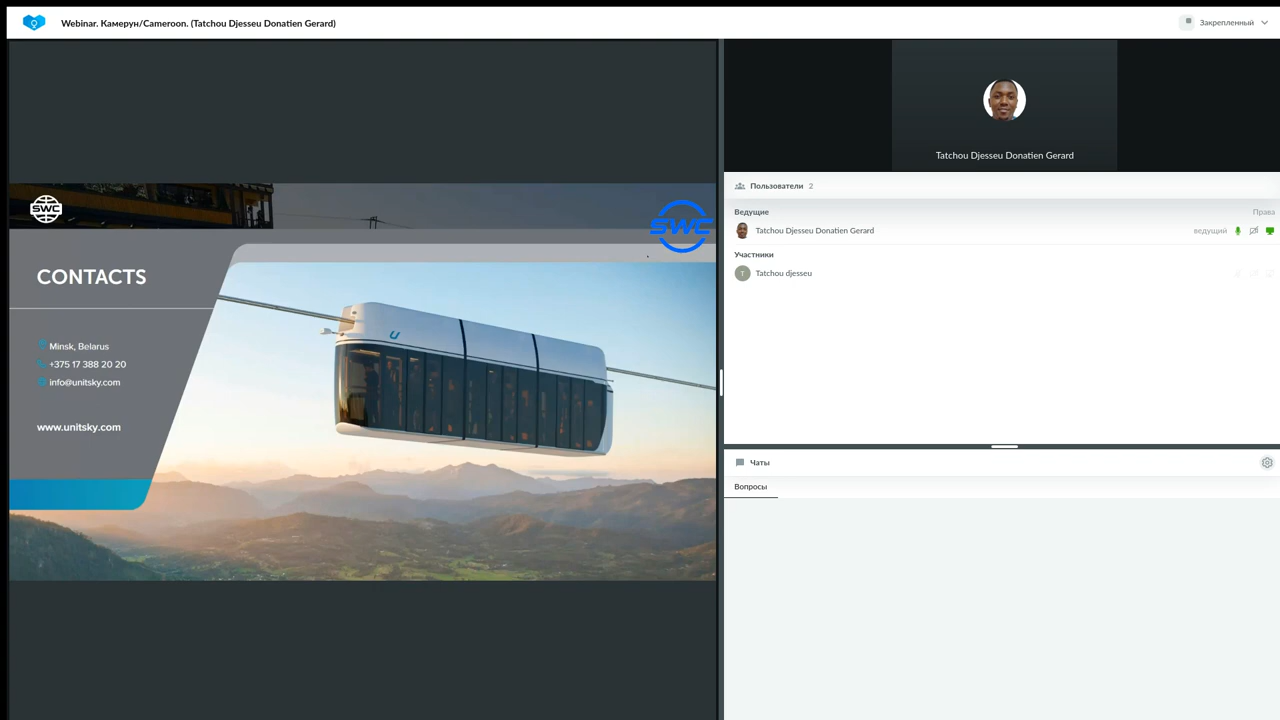 Webinar. Камерун/Cameroon. (Tatchou Djesseu Donatien Gerard)
Закрепленный
SWC
SWC
CONTACTS
Minsk, Belarus
+375 17 388 20 20
info@unitsky.com
www.unitsky.com
U
Tatchou Djesseu Donatien Gerard
Пользователи 2
Ведущие
Права
Tatchou Djesseu Donatien Gerard
ведущий
Участники
T
Tatchou djesseu
Чаты
Вопросы